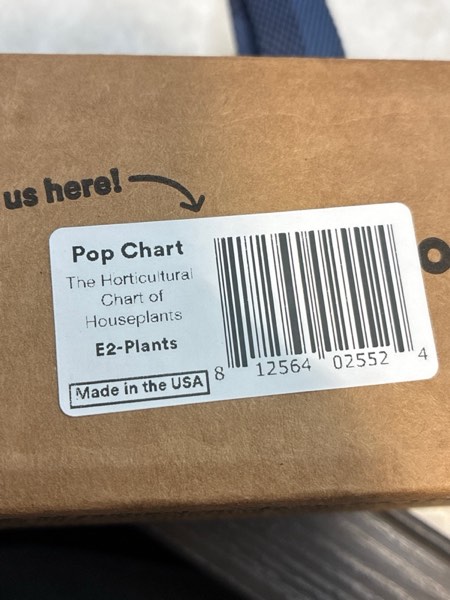 us here!
Pop Chart
The Horticultural
Chart of
Houseplants
E2-Plants
Made in the USA
8 12564 02552 4